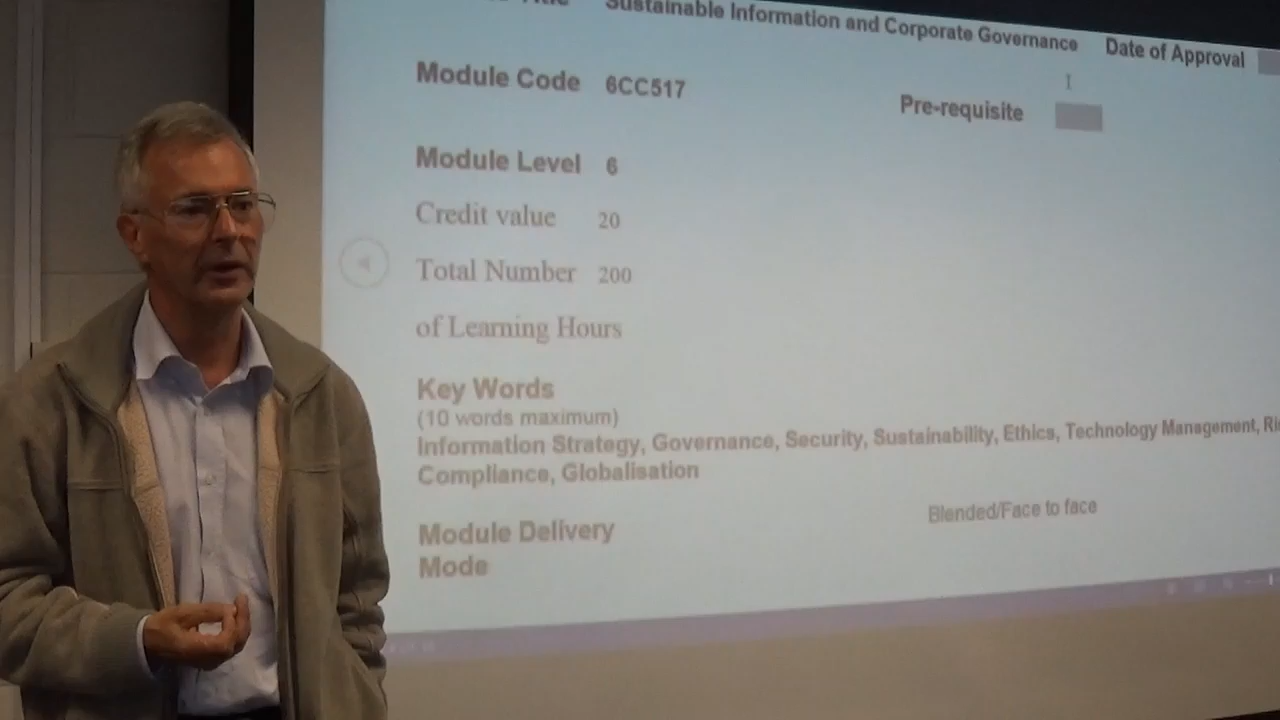 Title Sustainable Information and Corporate Governance Date of Approval
Module Code 6CC517
Pre-requisite
Module Level 6
Credit value 20
Total Number 200
of Learning Hours
Key Words
(10 words maximum)
Information Strategy, Governance, Security, Sustainability, Ethics, Technology Management,
Compliance, Globalisation
Module Delivery Blended/Face to face
Mode